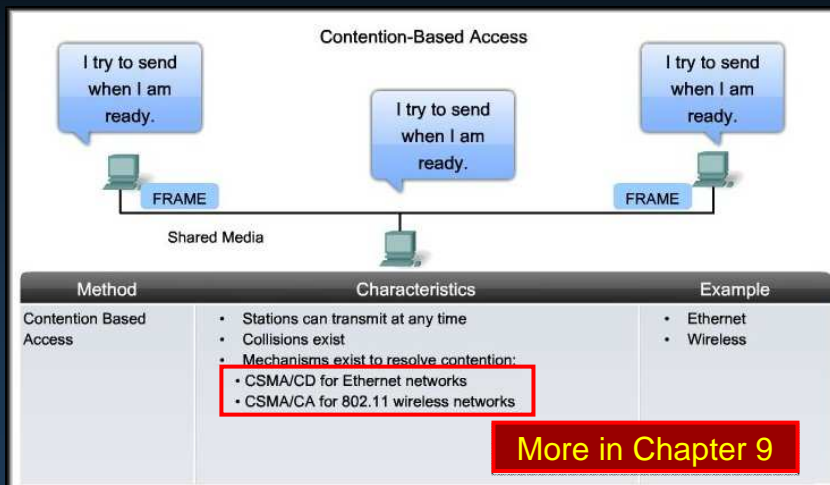 Contention-Based Access
I try to send
when I am
ready.
I try to send
when I am
ready.
I try to send
when I am
ready.
FRAME
FRAME
Shared Media
Method
Characteristics
Example
Contention Based
Access
• Stations can transmit at any time
• Collisions exist
• Mechanisms exist to resolve contention:
• CSMA/CD for Ethernet networks
• CSMA/CA for 802.11 wireless networks
• Ethernet
• Wireless
More in Chapter 9